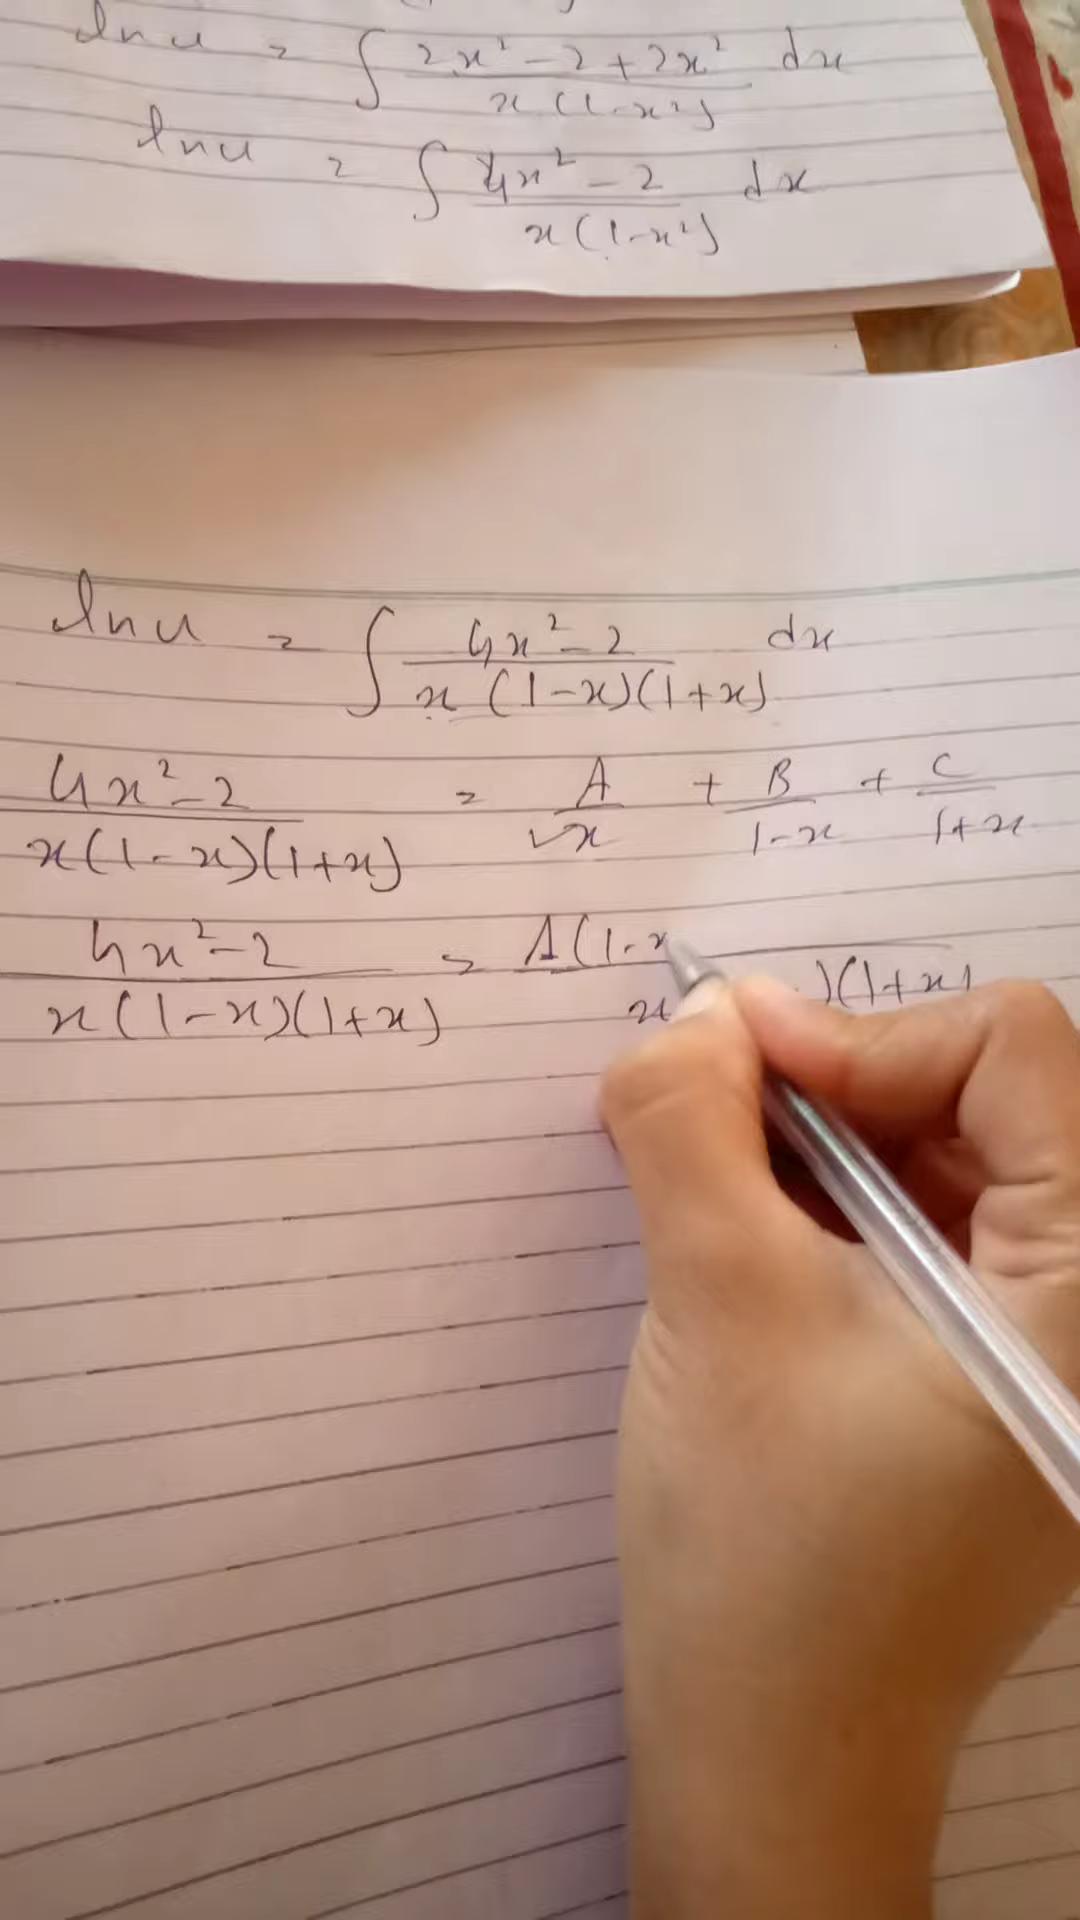 ln u = ∫ 2x² - 2 + 2x² / x(1-x²) dx
ln u = ∫ 4x² - 2 / x(1-x²) dx
ln u = ∫ 4x² - 2 / x(1-x)(1+x) dx
4x² - 2 / x(1-x)(1+x) = A / x + B / 1-x + C / 1+x
4x² - 2 / x(1-x)(1+x) = A(1-x / x )(1+x)